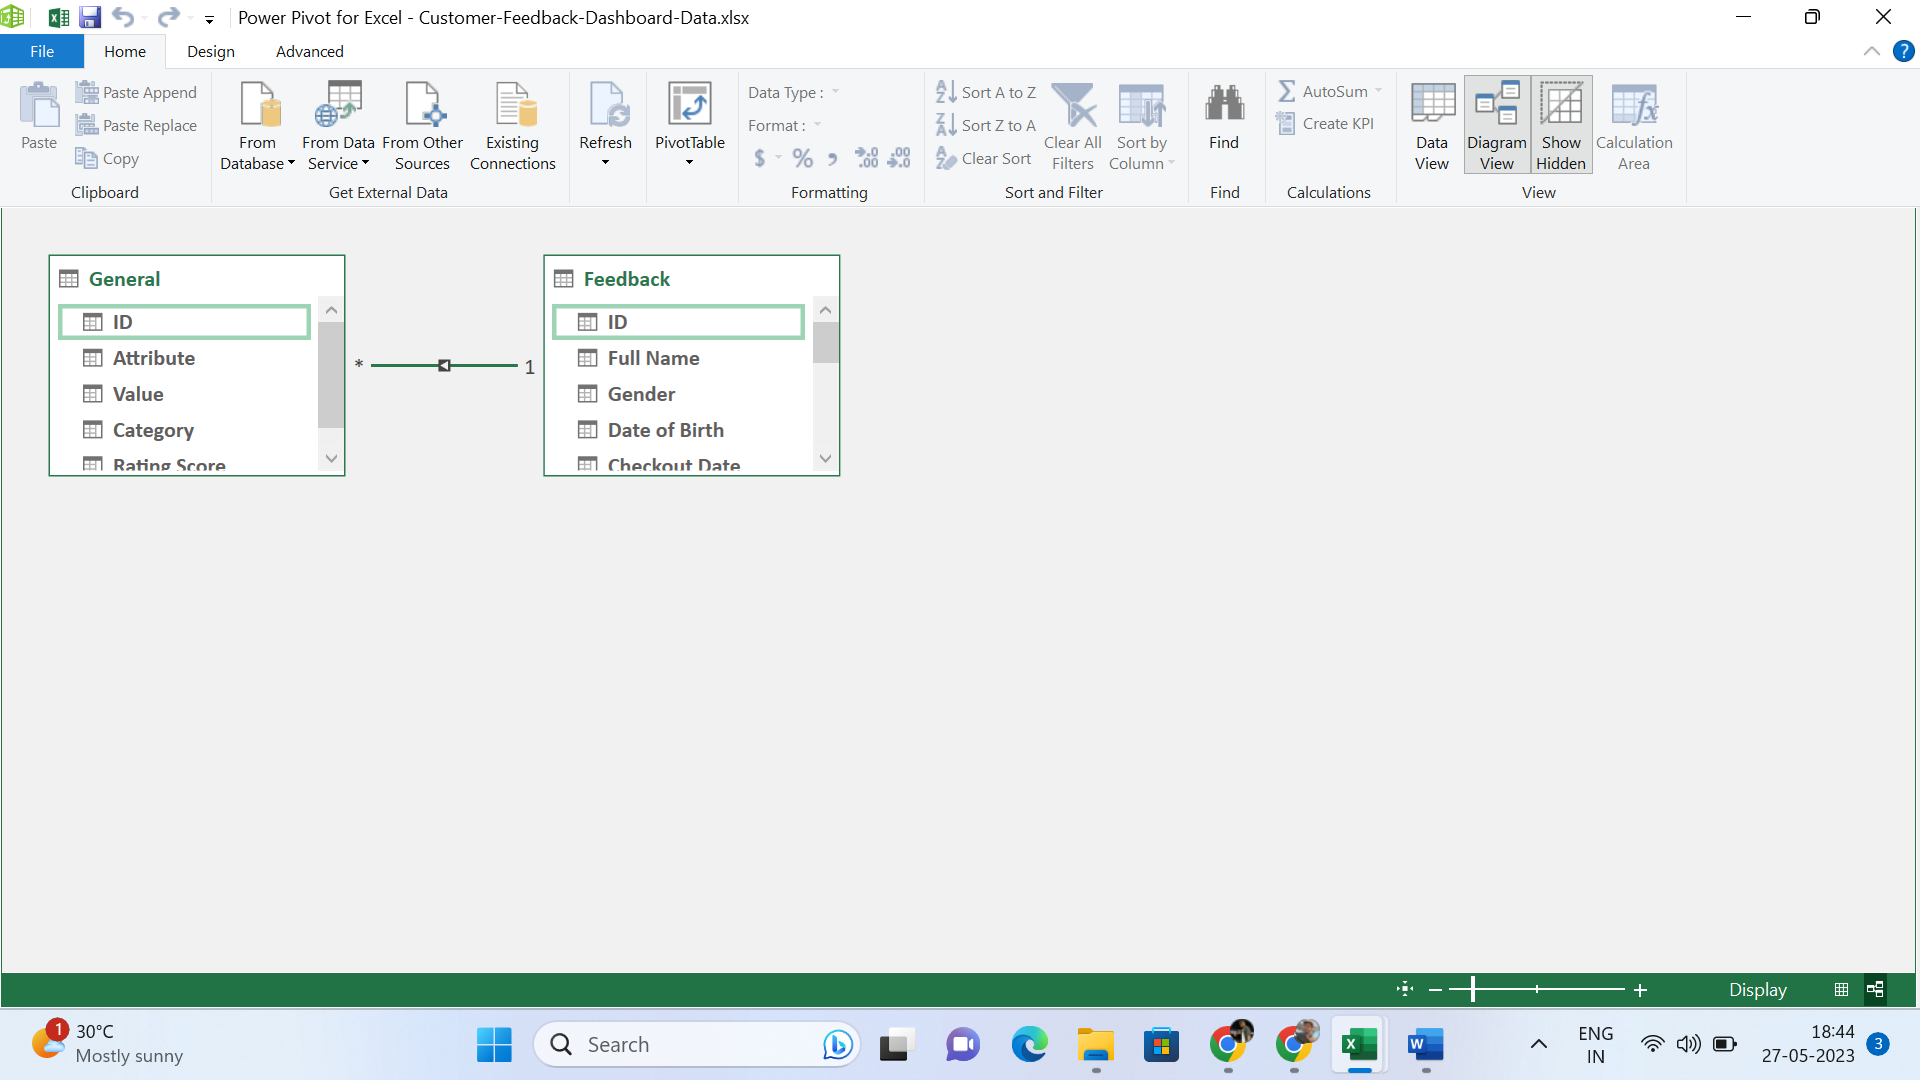 Power Pivot for Excel - Customer-Feedback-Dashboard-Data.xlsx
File Home Design Advanced ?
Paste
Paste Append
Paste Replace
Copy
Clipboard
From Database
From Data Service
From Other Sources
Existing Connections
Get External Data
Refresh
PivotTable
Data Type :
Format :
$ % , .00 .00
Formatting
Sort A to Z
Sort Z to A
Clear Sort
Clear All Filters
Sort by Column
Sort and Filter
Find
Find
AutoSum
Create KPI
Calculations
Data View
Diagram View
Show Hidden
Calculation Area
View
General
ID
Attribute
Value
Category
Rating Score
* 1
Feedback
ID
Full Name
Gender
Date of Birth
Checkout Date
Display
1
30°C
Mostly sunny
Search
ENG
IN
18:44
27-05-2023
3